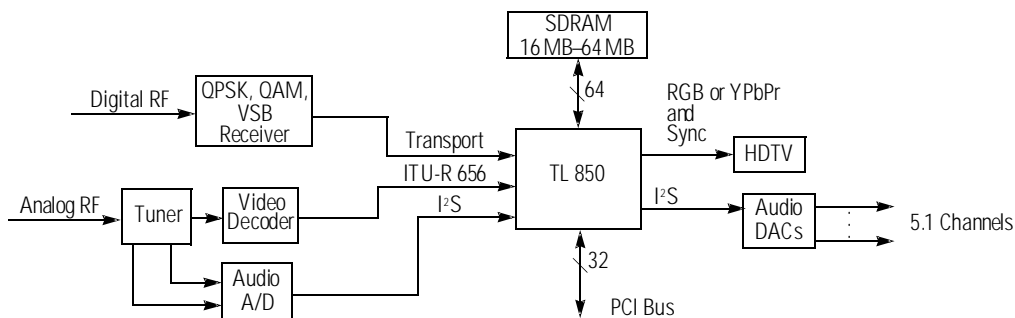 SDRAM
16 MB–64 MB
64
Digital RF
QPSK, QAM,
VSB
Receiver
Transport
ITU-R 656
I²S
Analog RF
Tuner
Video
Decoder
Audio
A/D
TL 850
RGB or YPbPr
and
Sync
HDTV
I²S
Audio
DACs
5.1 Channels
32
PCI Bus